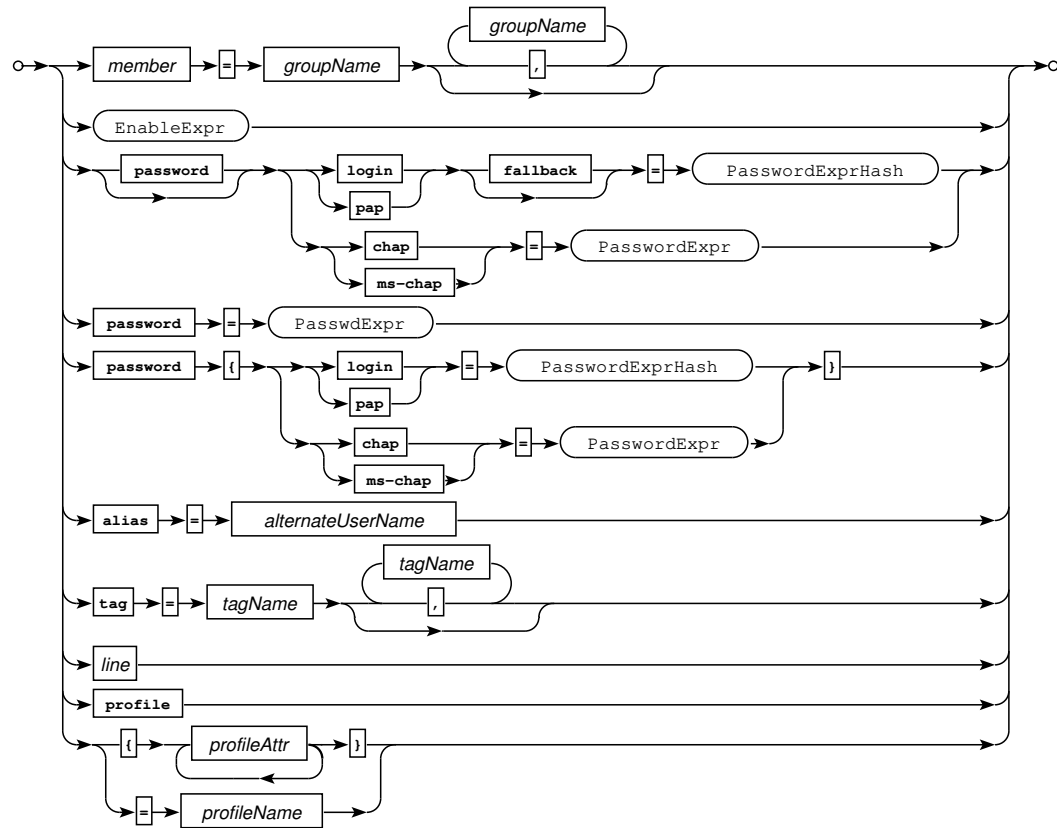 groupName
member = groupName ,
EnableExpr
password login fallback = PasswordExprHash
pap
chap = PasswordExpr
ms-chap
password = PasswdExpr
password { login = PasswordExprHash }
pap
chap = PasswordExpr
ms-chap
alias = alternateUserName
tagName
tag = tagName ,
line
profile
{ profileAttr }
= profileName